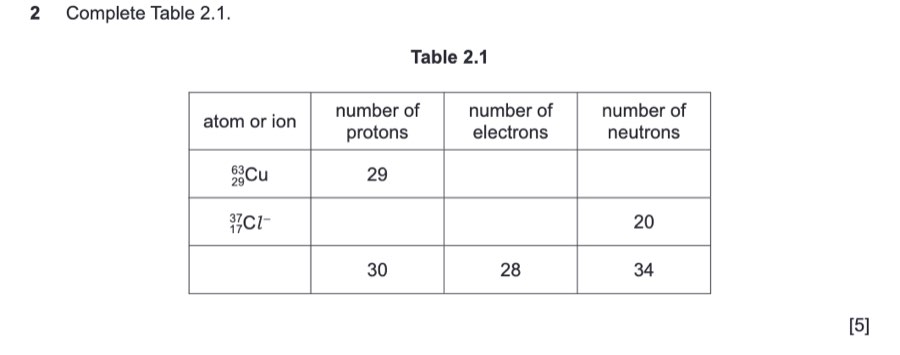 2 Complete Table 2.1.
Table 2.1
atom or ion | number of protons | number of electrons | number of neutrons
⁶³₂₉Cu | 29 | |
³⁷₁₇Cl⁻ | | | 20
| 30 | 28 | 34
[5]